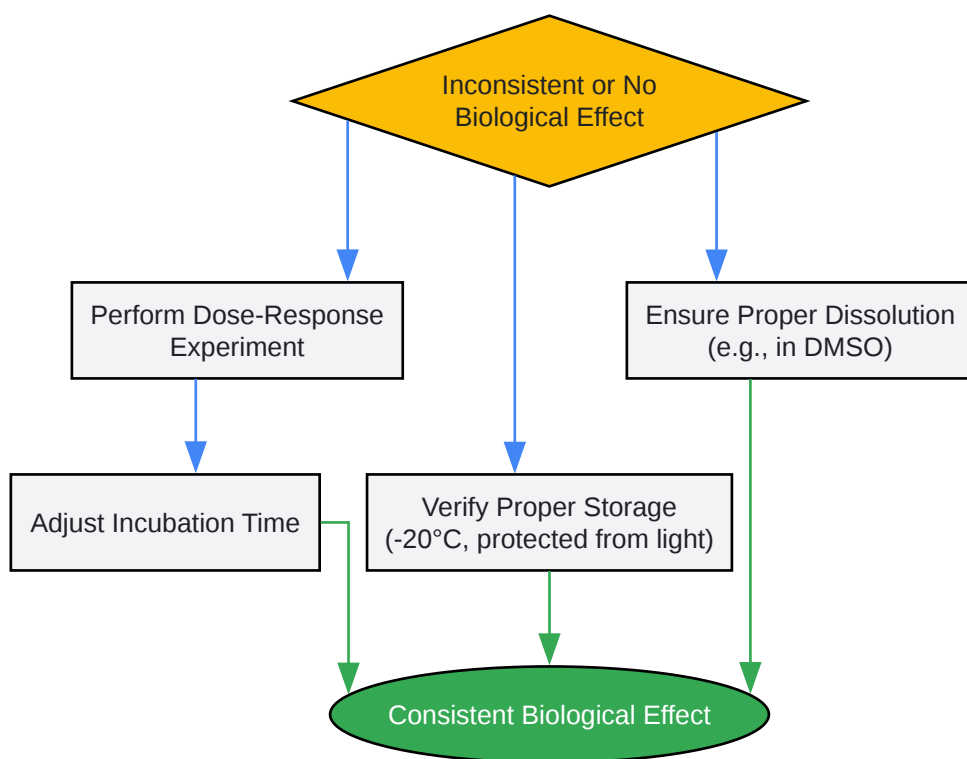 Inconsistent or No
Biological Effect
Perform Dose-Response
Experiment
Ensure Proper Dissolution
(e.g., in DMSO)
Adjust Incubation Time
Verify Proper Storage
(-20°C, protected from light)
Consistent Biological Effect